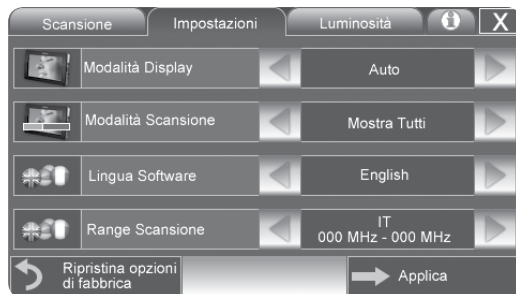 Scansione Impostazioni Luminosità i X
Modalità Display Auto
Modalità Scansione Mostra Tutti
Lingua Software English
Range Scansione IT
000 MHz - 000 MHz
Ripristina opzioni
di fabbrica
Applica